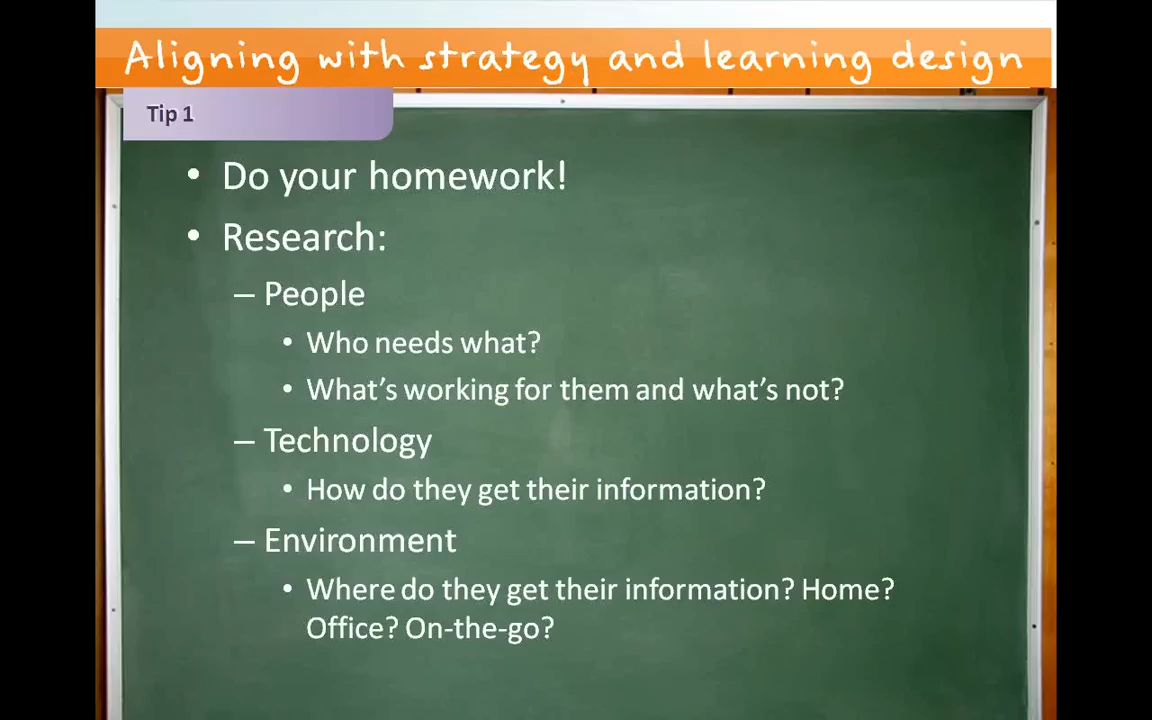 Aligning with strategy and learning design
Tip 1
• Do your homework!
• Research:
– People
• Who needs what?
• What’s working for them and what’s not?
– Technology
• How do they get their information?
– Environment
• Where do they get their information? Home?
Office? On-the-go?